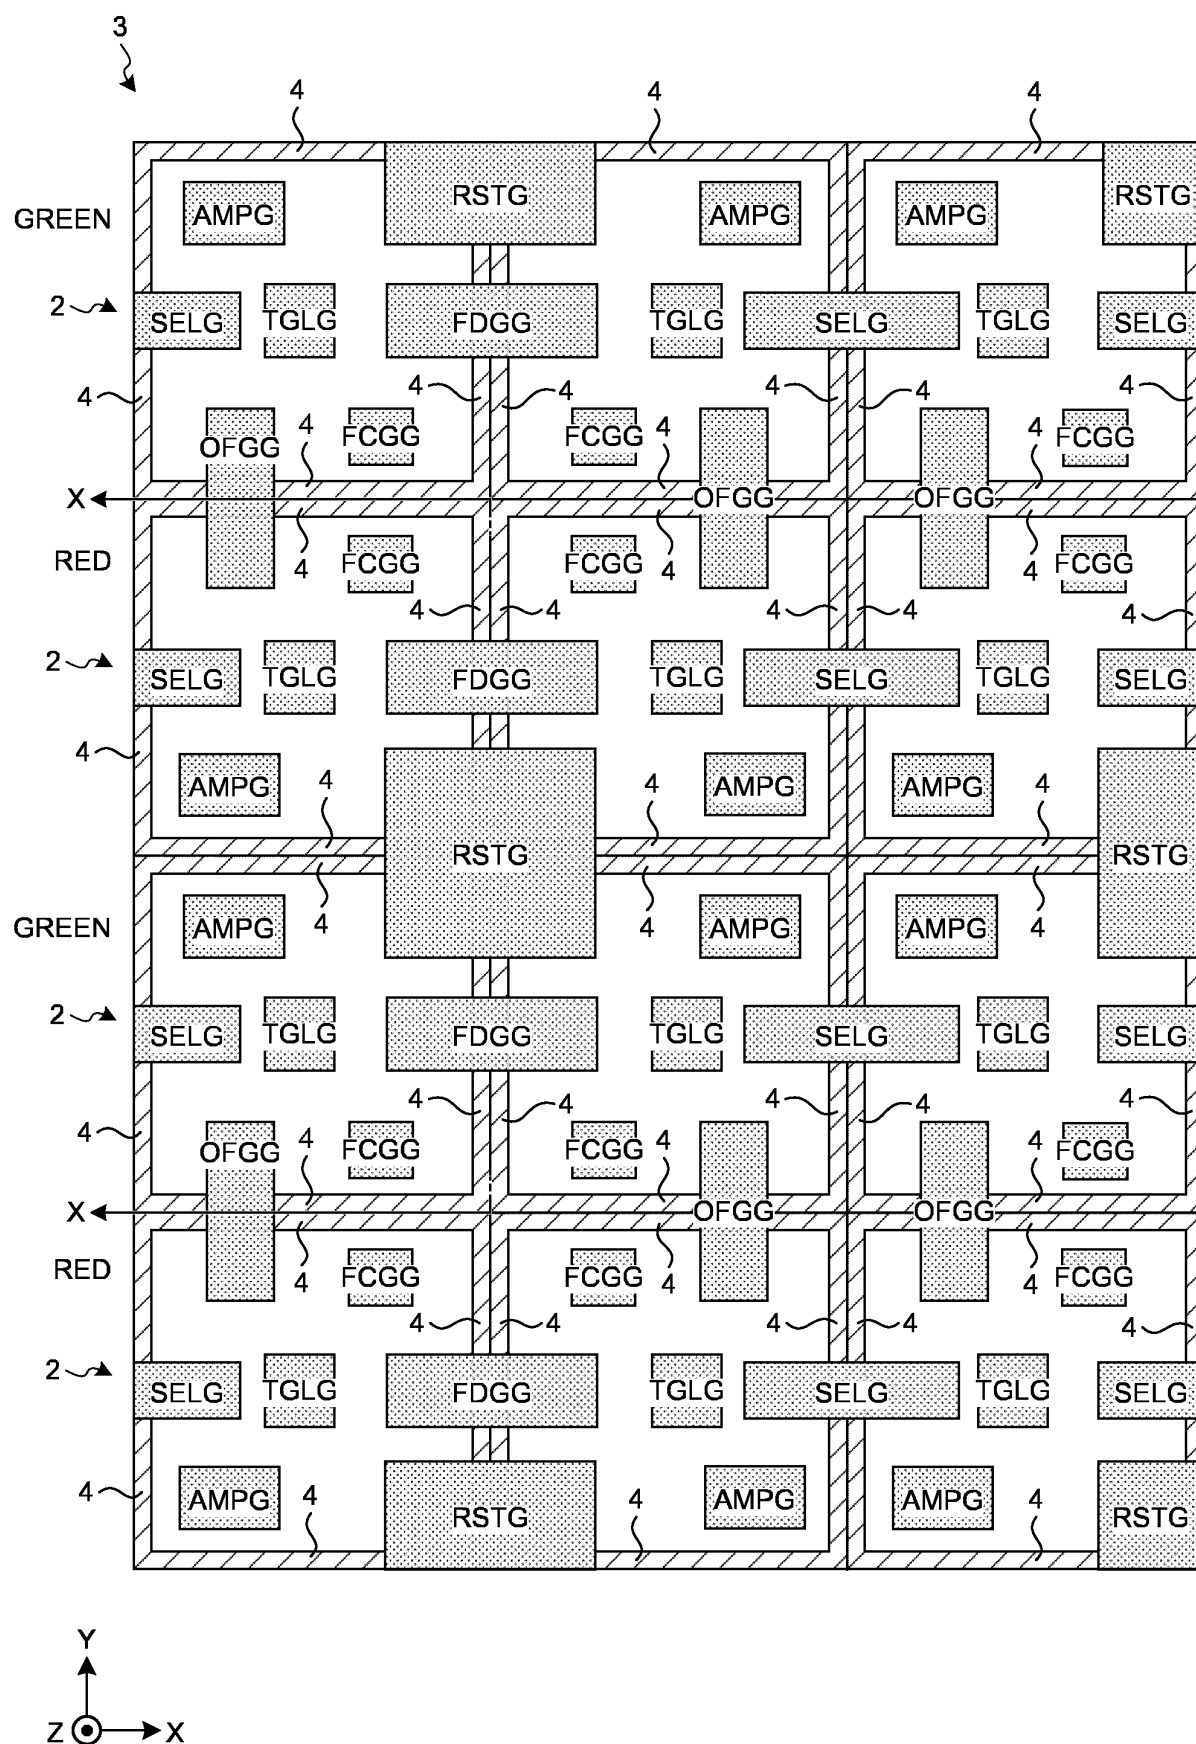 3
4 4 4
RSTG RSTG
GREEN AMPG AMPG AMPG
2 SELG TGLG FDGG TGLG SELG TGLG SELG
4 4 4 4 4 4
OFGG 4 FCGG FCGG 4 4 FCGG
X OFGG OFGG
RED 4 FCGG FCGG 4 4 FCGG
4 4 4 4 4
2 SELG TGLG FDGG TGLG SELG TGLG SELG
4 AMPG 4 4 AMPG AMPG 4
RSTG RSTG
4 4 4
GREEN AMPG AMPG AMPG
2 SELG TGLG FDGG TGLG SELG TGLG SELG
4 4 4 4 4 4
OFGG 4 FCGG FCGG 4 4 FCGG
X OFGG OFGG
RED 4 FCGG FCGG 4 4 FCGG
4 4 4 4 4
2 SELG TGLG FDGG TGLG SELG TGLG SELG
4 AMPG 4 4 AMPG AMPG 4
RSTG RSTG
4 4 4
Y
Z X